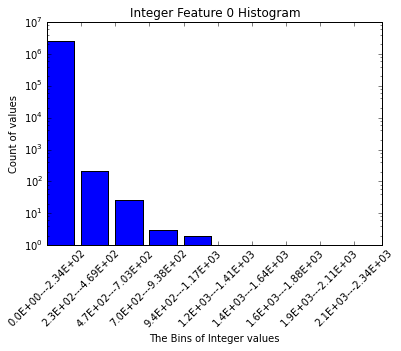 Integer Feature 0 Histogram
10^7
10^6
10^5
10^4
10^3
10^2
10^1
10^0
Count of values
0.0E+00---2.34E+02
2.3E+02---4.69E+02
4.7E+02---7.03E+02
7.0E+02---9.38E+02
9.4E+02---1.17E+03
1.2E+03---1.41E+03
1.4E+03---1.64E+03
1.6E+03---1.88E+03
1.9E+03---2.11E+03
2.1E+03---2.34E+03
The Bins of Integer values